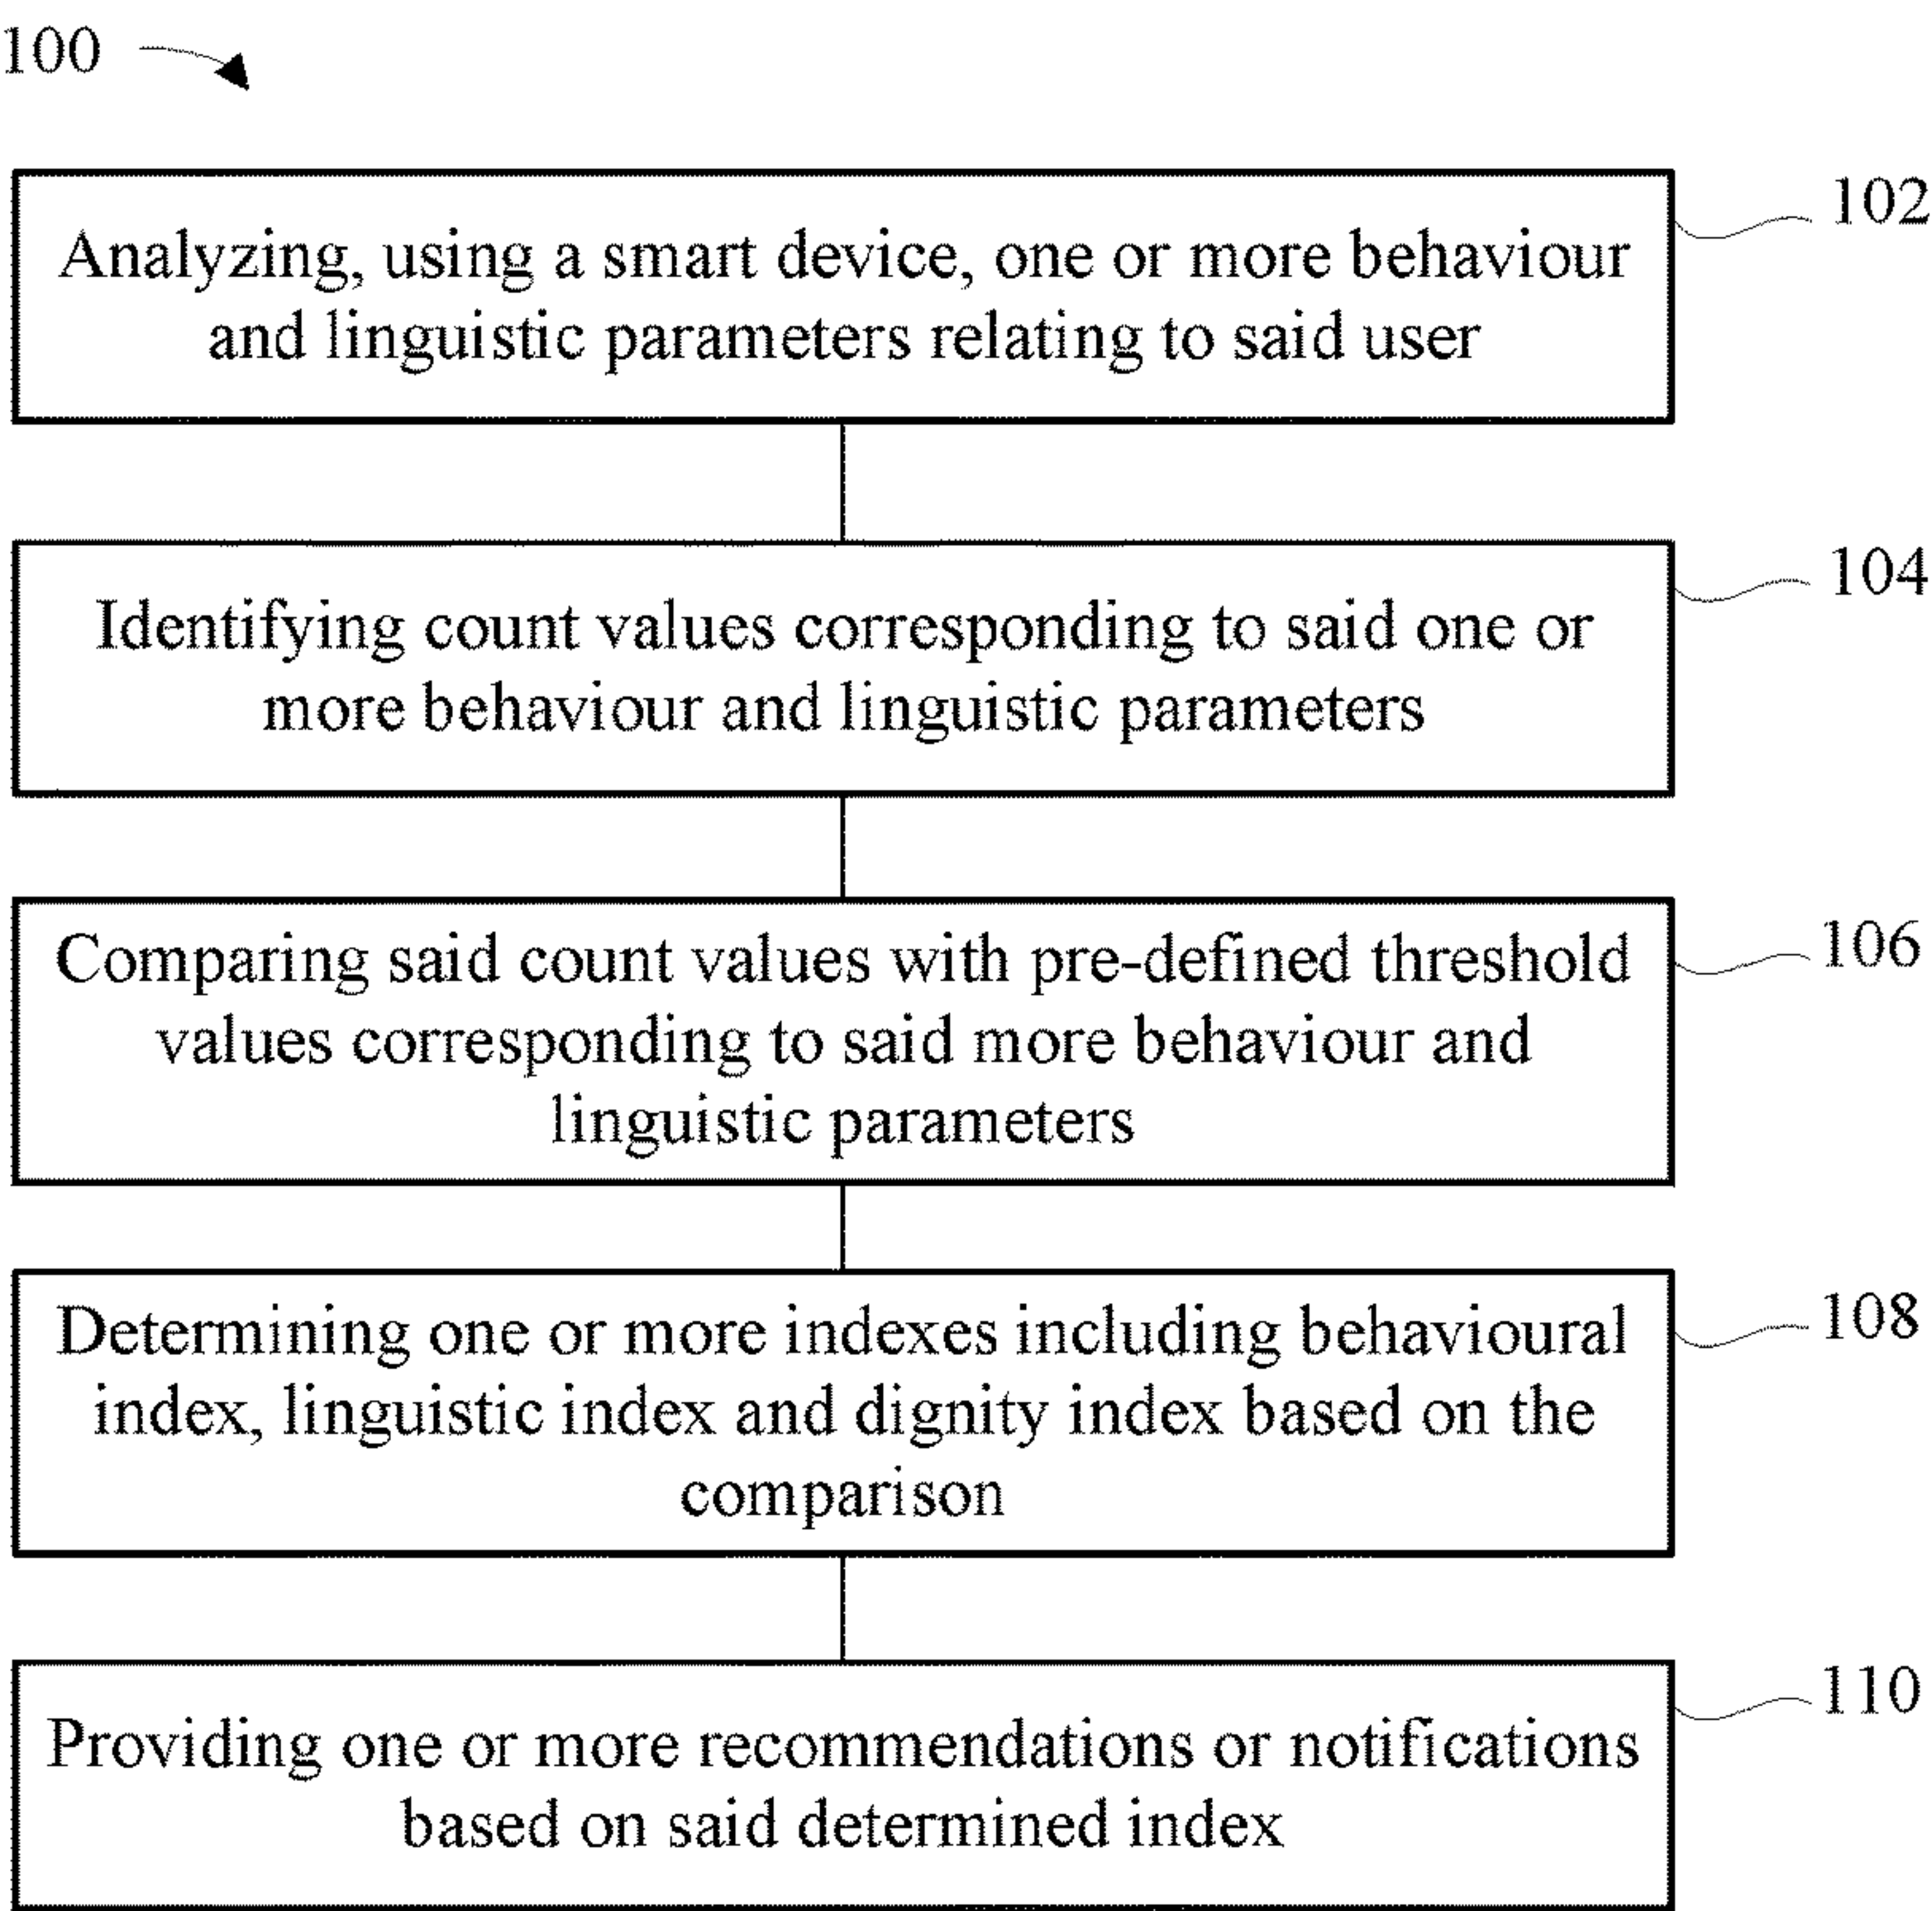 100
102
Analyzing, using a smart device, one or more behaviour
and linguistic parameters relating to said user
104
Identifying count values corresponding to said one or
more behaviour and linguistic parameters
106
Comparing said count values with pre-defined threshold
values corresponding to said more behaviour and
linguistic parameters
108
Determining one or more indexes including behavioural
index, linguistic index and dignity index based on the
comparison
110
Providing one or more recommendations or notifications
based on said determined index